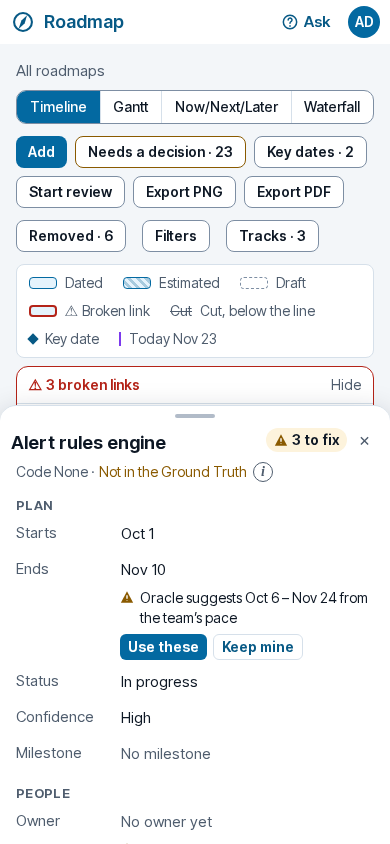 Roadmap
Ask
AD
All roadmaps
Timeline Gantt Now/Next/Later Waterfall
Add Needs a decision · 23 Key dates · 2
Start review Export PNG Export PDF
Removed · 6 Filters Tracks · 3
Dated Estimated Draft
⚠ Broken link Cut Cut, below the line
Key date Today Nov 23
⚠ 3 broken links Hide
Alert rules engine 3 to fix ×
Code None · Not in the Ground Truth i
PLAN
Starts Oct 1
Ends Nov 10
Oracle suggests Oct 6 – Nov 24 from
the team’s pace
Use these Keep mine
Status In progress
Confidence High
Milestone No milestone
PEOPLE
Owner No owner yet